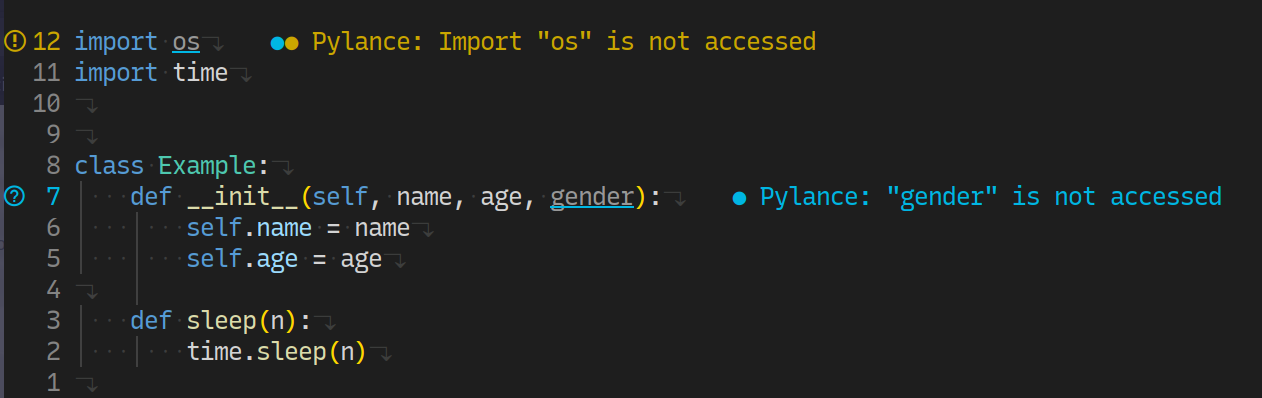 12 import os Pylance: Import "os" is not accessed
11 import time
10
9
8 class Example:
7 def __init__(self, name, age, gender): Pylance: "gender" is not accessed
6 self.name = name
5 self.age = age
4
3 def sleep(n):
2 time.sleep(n)
1